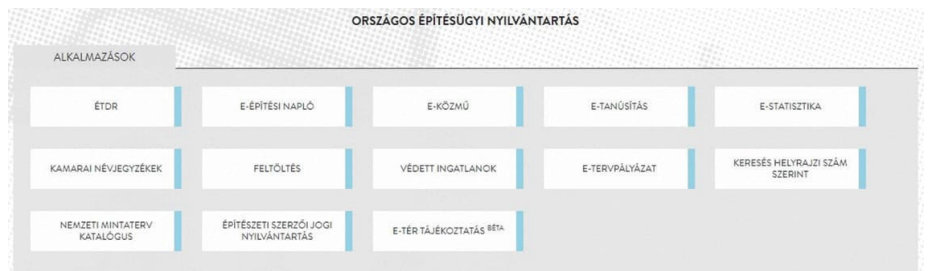 ORSZÁGOS ÉPÍTÉSÜGYI NYILVÁNTARTÁS
ALKALMAZÁSOK
ÉTDR
E-ÉPÍTÉSI NAPLÓ
E-KÖZMŰ
E-TANÚSÍTÁS
E-STATISZTIKA
KAMARAI NÉVJEGYZÉKEK
FELTÖLTÉS
VÉDETT INGATLANOK
E-TERVPÁLYÁZAT
KERESÉS HELYRAJZI SZÁM
SZERINT
NEMZETI MINTATERV
KATALÓGUS
ÉPÍTÉSZETI SZERZŐI JOGI
NYILVÁNTARTÁS
E-TÉR TÁJÉKOZTATÁS BÉTA